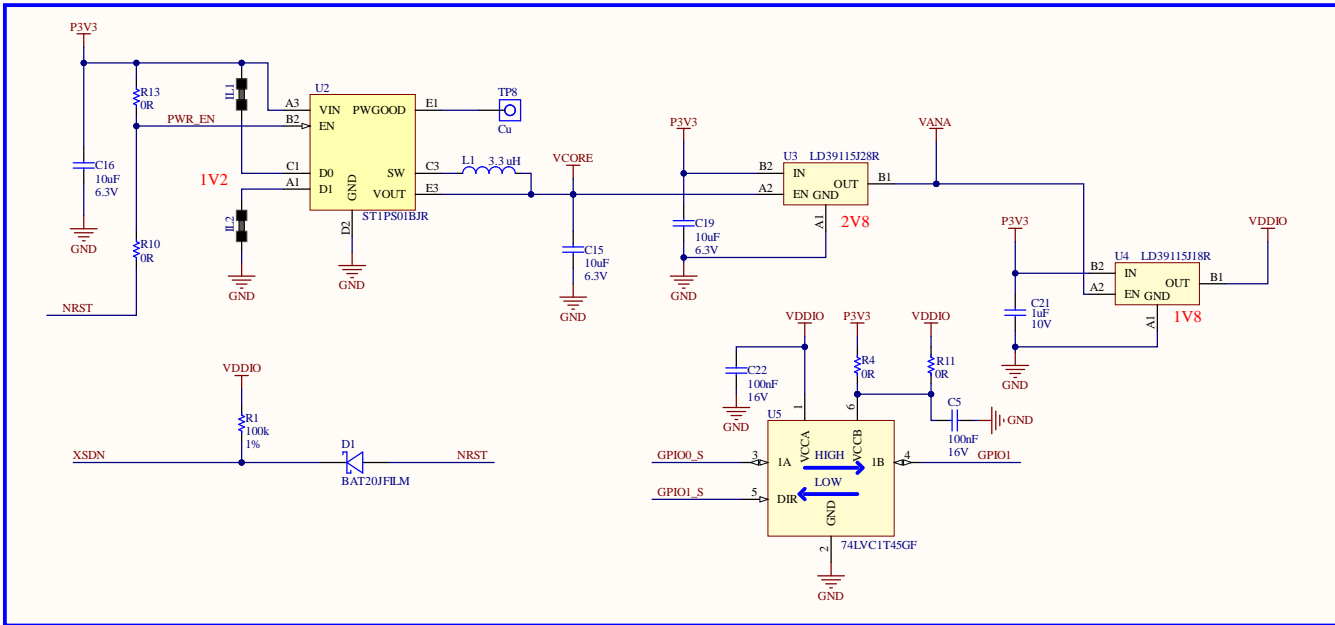 P3V3
R13
0R
PWR_EN
C16
10uF
6.3V
R10
0R
NRST
IL1
1V2
IL2
GND
GND
U2
A3
VIN
PWGOOD
E1
B2
EN
C1
D0
SW
C3
A1
D1
GND
VOUT
E3
D2
ST1PS01BJR
GND
TP8
Cu
L1
3.3 uH
VCORE
C15
10uF
6.3V
GND
P3V3
U3
LD39115J28R
B2
IN
OUT
B1
A2
EN
GND
A1
2V8
C19
10uF
6.3V
GND
VANA
P3V3
U4
LD39115J18R
B2
IN
OUT
B1
A2
EN
GND
A1
1V8
C21
1uF
10V
GND
VDDIO
VDDIO
R1
100k
1%
XSDN
D1
BAT20JFILM
NRST
VDDIO
P3V3
VDDIO
C22
100nF
16V
GND
R4
0R
R11
0R
C5
100nF
16V
GND
U5
1
6
VCCA
VCCB
HIGH
LOW
GPIO0_S
3
1A
1B
4
GPIO1
GPIO1_S
5
DIR
GND
2
74LVC1T45GF
GND